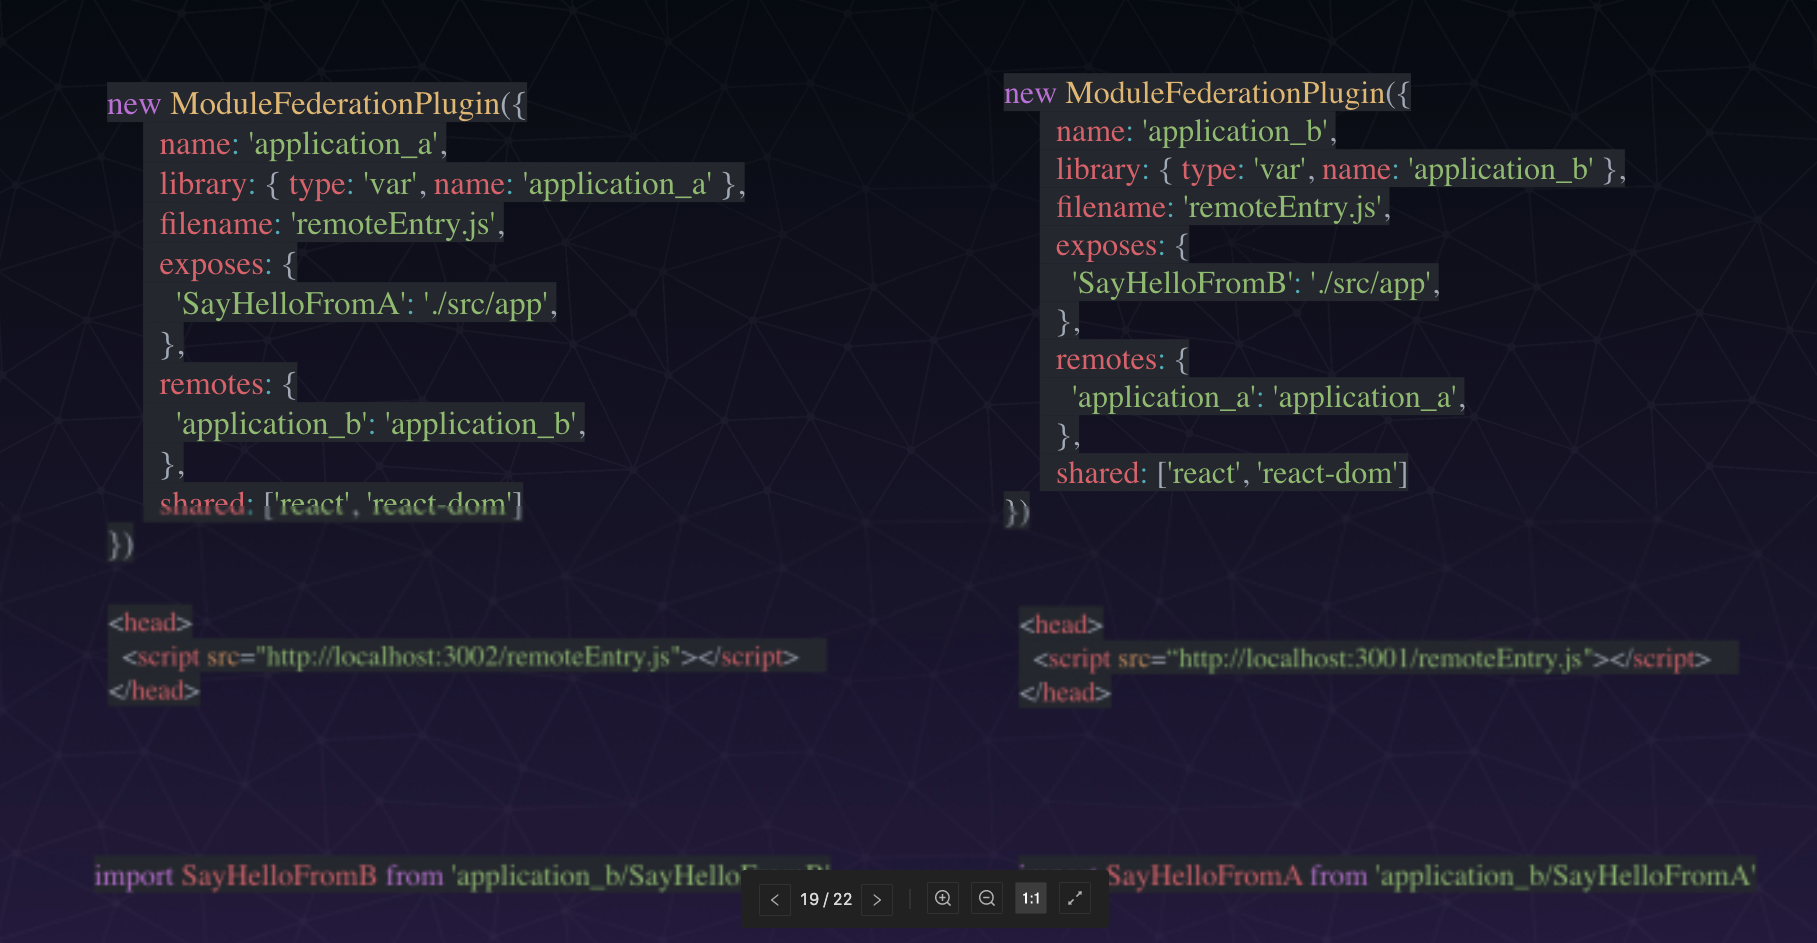 new ModuleFederationPlugin({
name: 'application_a',
library: { type: 'var', name: 'application_a' },
filename: 'remoteEntry.js',
exposes: {
'SayHelloFromA': './src/app',
},
remotes: {
'application_b': 'application_b',
},
shared: ['react', 'react-dom']
})
<head>
<script src="http://localhost:3002/remoteEntry.js"></script>
</head>
import SayHelloFromB from 'application_b/SayHello
new ModuleFederationPlugin({
name: 'application_b',
library: { type: 'var', name: 'application_b' },
filename: 'remoteEntry.js',
exposes: {
'SayHelloFromB': './src/app',
},
remotes: {
'application_a': 'application_a',
},
shared: ['react', 'react-dom']
})
<head>
<script src=“http://localhost:3001/remoteEntry.js"></script>
</head>
SayHelloFromA from 'application_b/SayHelloFromA'
19 / 22
1:1